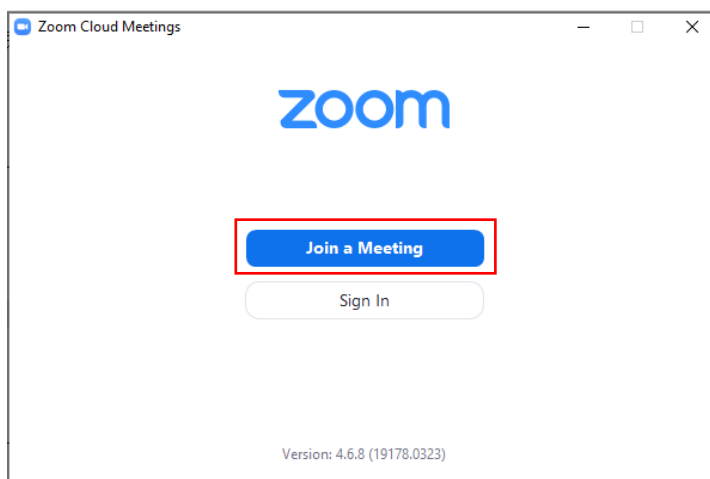 Zoom Cloud Meetings
zoom
Join a Meeting
Sign In
Version: 4.6.8 (19178.0323)